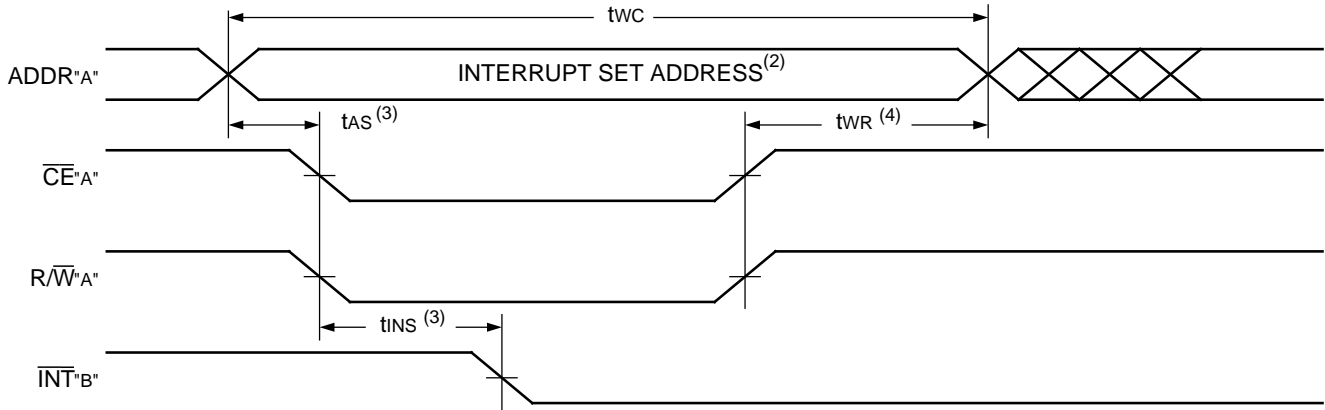 tWC
ADDR"A" INTERRUPT SET ADDRESS(2)
tAS (3) tWR (4)
CE"A"
R/W"A"
tINS (3)
INT"B"